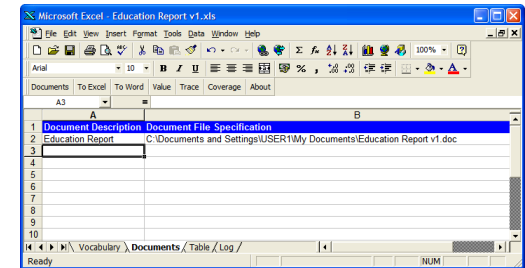 Microsoft Excel - Education Report v1.xls
File Edit View Insert Format Tools Data Window Help
100%
Arial 10 B I U
Documents To Excel To Word Value Trace Coverage About
A3 =
A B
1 Document Description Document File Specification
2 Education Report C:\Documents and Settings\USER1\My Documents\Education Report v1.doc
3
4
5
6
7
8
9
10
Vocabulary Documents Table Log
Ready NUM